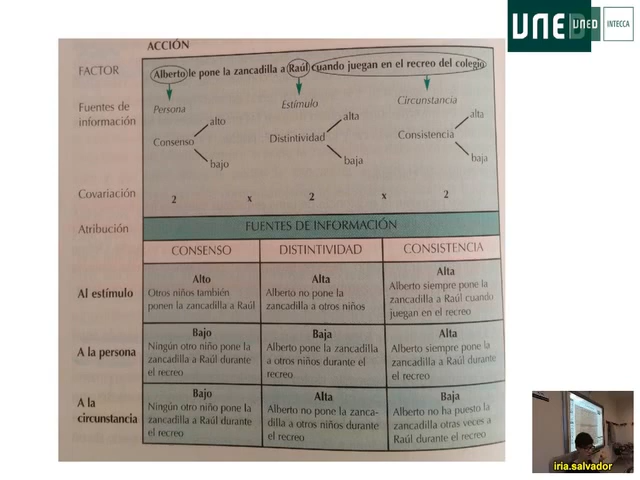 UNED
UNED
INTECCA
ACCIÓN
FACTOR
Alberto le pone la zancadilla a Raúl cuando juegan en el recreo del colegio
Fuentes de información
Persona
Estímulo
Circunstancia
Consenso
alto
bajo
Distintividad
alta
baja
Consistencia
alta
baja
Covariación
2 x 2 x 2
Atribución
FUENTES DE INFORMACIÓN
CONSENSO
DISTINTIVIDAD
CONSISTENCIA
Al estímulo
Alto
Otros niños también
ponen la zancadilla a Raúl
Alta
Alberto no pone la
zancadilla a otros niños
Alta
Alberto siempre pone la
zancadilla a Raúl cuando
juegan en el recreo
A la persona
Bajo
Ningún otro niño pone la
zancadilla a Raúl durante
el recreo
Baja
Alberto pone la zancadilla
a otros niños durante el
recreo
Alta
Alberto siempre pone la
zancadilla a Raúl durante
el recreo
A la
circunstancia
Bajo
Ningún otro niño pone la
zancadilla a Raúl durante
el recreo
Alta
Alberto no pone la zanca-
dilla a otros niños durante
el recreo
Baja
Alberto no ha puesto la
zancadilla otras veces a
Raúl durante el recreo
iria.salvador